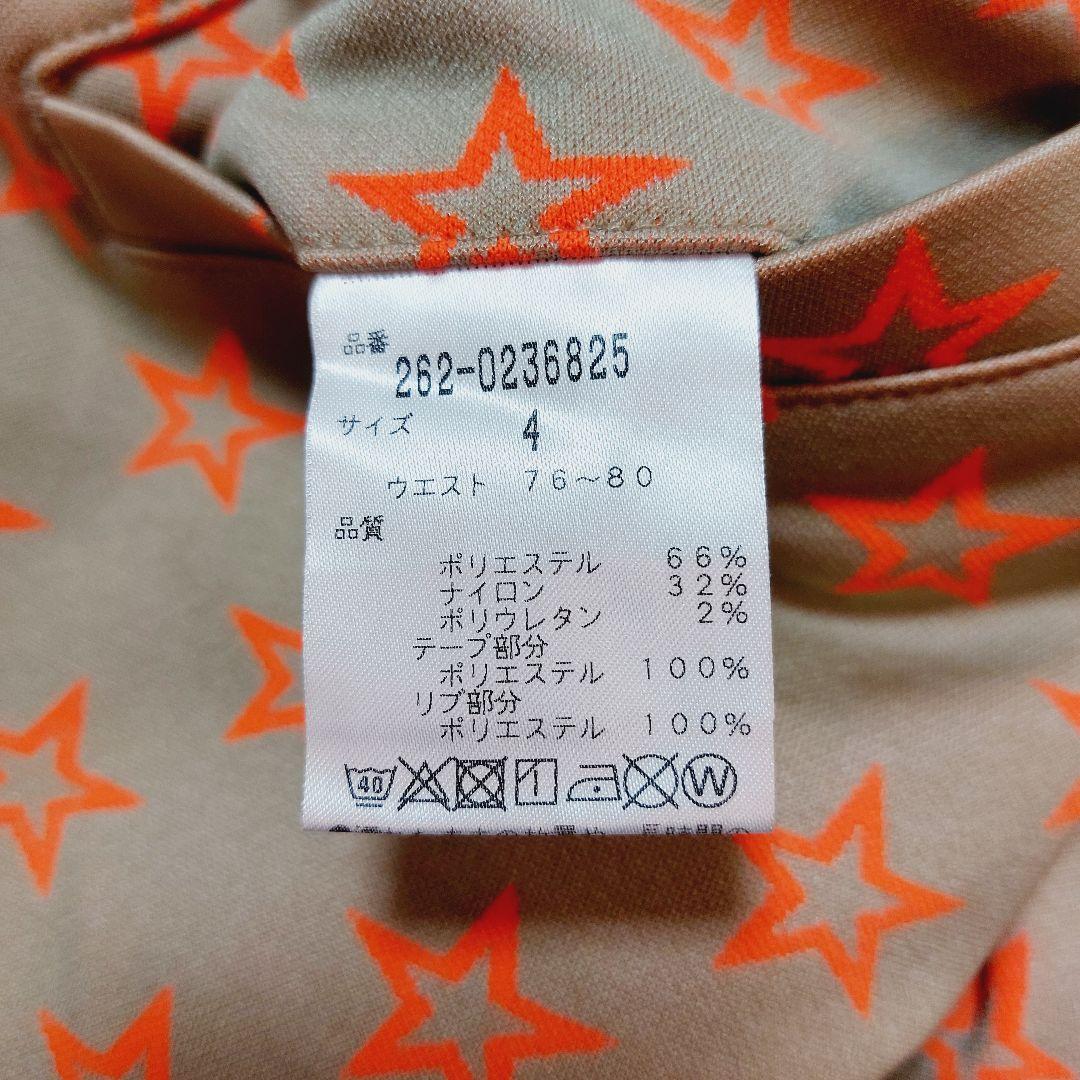 品番
262-0236825
サイズ 4
ウエスト 76〜80
品質
ポリエステル 66%
ナイロン 32%
ポリウレタン 2%
テープ部分
ポリエステル 100%
リブ部分
ポリエステル 100%
40 W